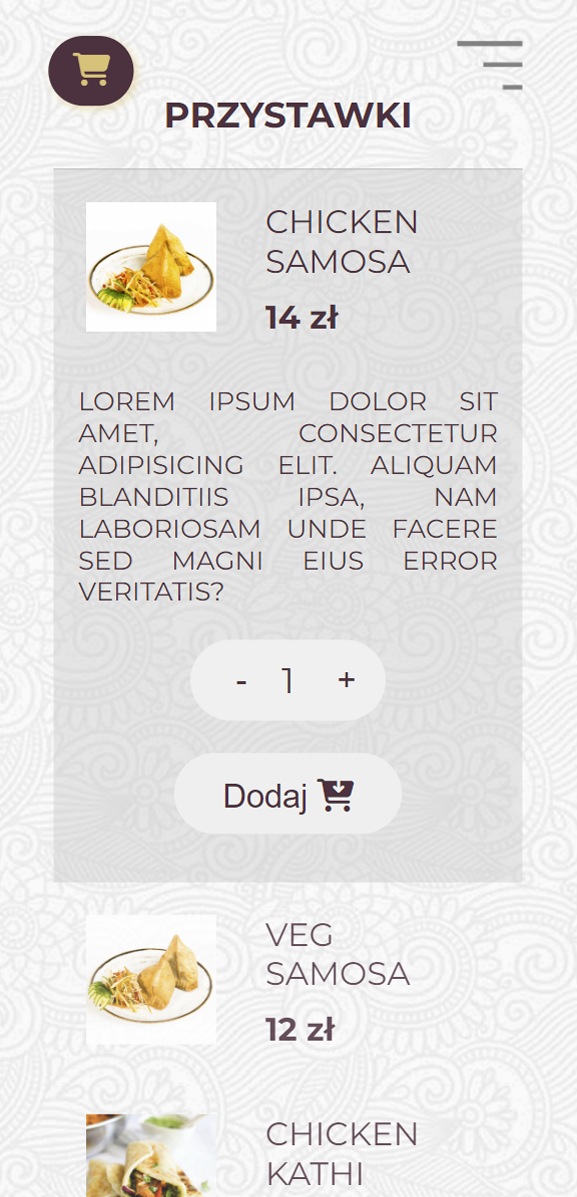 PRZYSTAWKI
CHICKEN
SAMOSA
14 zł
LOREM IPSUM DOLOR SIT
AMET, CONSECTETUR
ADIPISICING ELIT. ALIQUAM
BLANDITIIS IPSA, NAM
LABORIOSAM UNDE FACERE
SED MAGNI EIUS ERROR
VERITATIS?
- 1 +
Dodaj
VEG
SAMOSA
12 zł
CHICKEN
KATHI